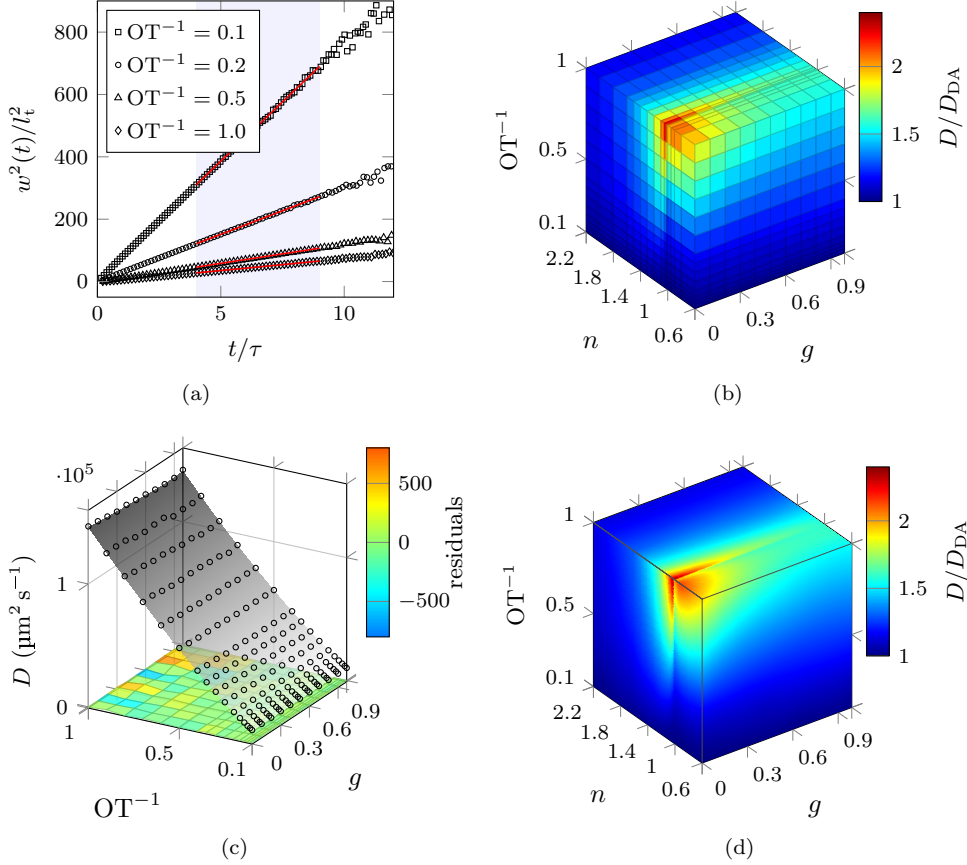 800
600
400
200
0
w²(t)/l_t²
OT⁻¹ = 0.1
OT⁻¹ = 0.2
OT⁻¹ = 0.5
OT⁻¹ = 1.0
0 5 10
t/τ
(a)
1
0.5
0.1
OT⁻¹
2.2
1.8
1.4
1
0.6
n
0
0.3
0.6
0.9
g
2
1.5
1
D/D_DA
(b)
·10⁵
1
0
D (µm² s⁻¹)
1
0.5
0.1
OT⁻¹
0
0.3
0.6
0.9
g
500
0
−500
residuals
(c)
1
0.5
0.1
OT⁻¹
2.2
1.8
1.4
1
0.6
n
0
0.3
0.6
0.9
g
2
1.5
1
D/D_DA
(d)